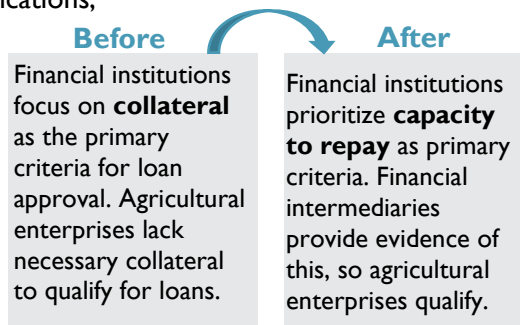 ications,
Before
Financial institutions
focus on collateral
as the primary
criteria for loan
approval. Agricultural
enterprises lack
necessary collateral
to qualify for loans.
After
Financial institutions
prioritize capacity
to repay as primary
criteria. Financial
intermediaries
provide evidence of
this, so agricultural
enterprises qualify.